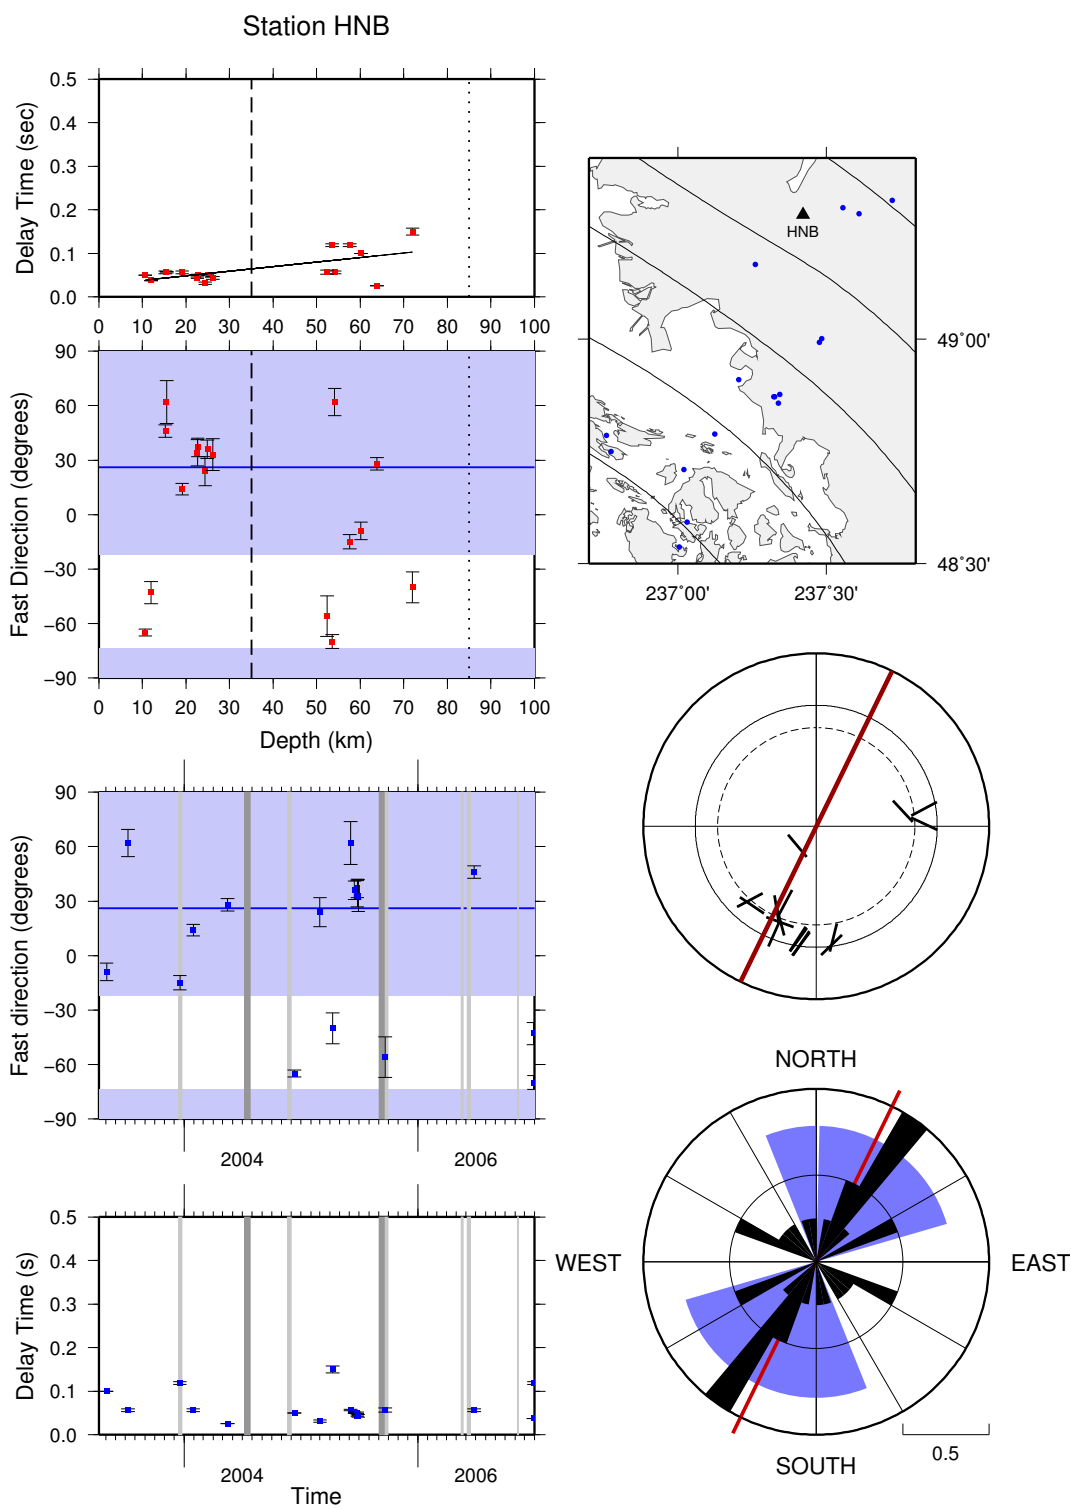 Station HNB
Delay Time (sec)
0.5
0.4
0.3
0.2
0.1
0.0
0 10 20 30 40 50 60 70 80 90 100
Fast Direction (degrees)
90
60
30
0
−30
−60
−90
0 10 20 30 40 50 60 70 80 90 100
Depth (km)
HNB
49˚00'
48˚30'
237˚00' 237˚30'
Fast direction (degrees)
90
60
30
0
−30
−60
−90
2004 2006
Delay Time (s)
0.5
0.4
0.3
0.2
0.1
0.0
2004 2006
Time
NORTH
WEST EAST
SOUTH
0.5